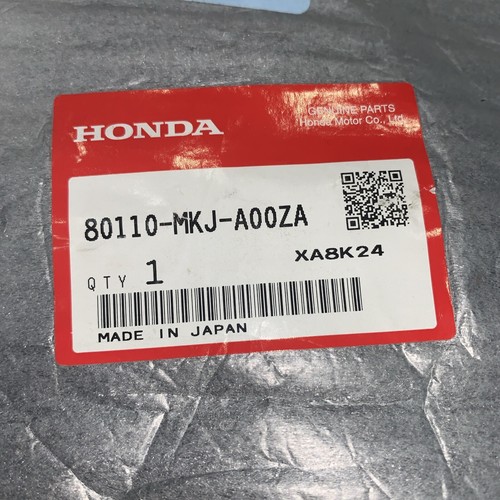 GENUINE PARTS
HONDA
Honda Motor Co., Ltd.
80110-MKJ-A00ZA
XA8K24
QTY 1
MADE IN JAPAN